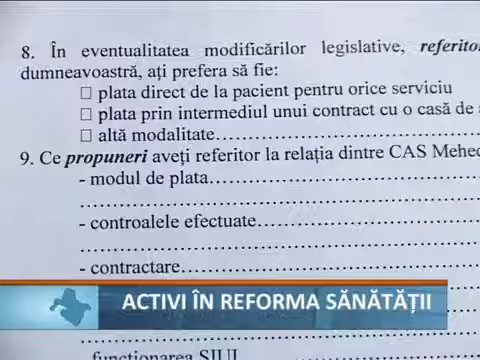 8. În eventualitatea modificărilor legislative,
dumneavoastră, ați prefera să fie:
□ plata direct de la pacient pentru orice serviciu
□ plata prin intermediul unui contract cu o casă de
□ altă modalitate..............................
9. Ce propuneri aveți referitor la relația dintre CAS
- modul de plata..............................
- controalele efectuate..............................
- contractare..............................
ACTIVI ÎN REFORMA SĂNĂTĂȚII
funcționarea SIUI